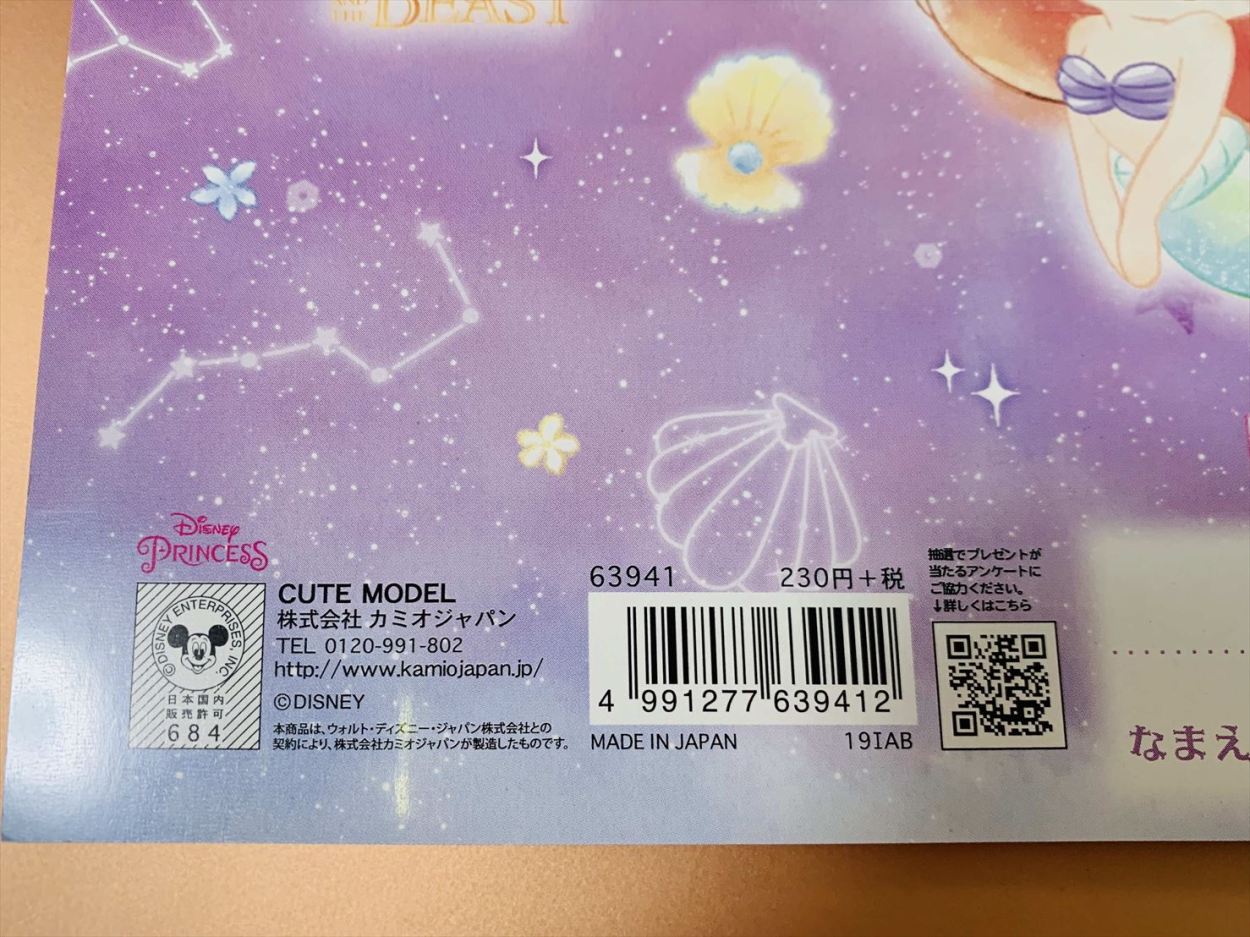 AND THE BEAST
Disney
PRINCESS
CUTE MODEL
株式会社 カミオジャパン
TEL 0120-991-802
http://www.kamiojapan.jp/
©DISNEY
本商品は、ウォルト・ディズニー・ジャパン株式会社との
契約により、株式会社カミオジャパンが製造したものです。
©DISNEY ENTERPRISES, INC.
日本国内
販売許可
684
63941
230円+税
4 991277 639412
MADE IN JAPAN
19IAB
抽選でプレゼントが
当たるアンケートに
ご協力ください。
↓詳しくはこちら
なまえ